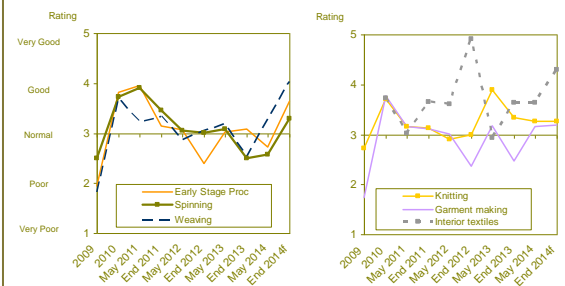 Rating
Very Good
Good
Normal
Poor
Very Poor
5
4
3
2
1
Early Stage Proc
Spinning
Weaving
2009
2010
May 2011
End 2011
May 2012
End 2012
May 2013
End 2013
May 2014
End 2014f
Rating
5
4
3
2
1
Knitting
Garment making
Interior textiles
2009
2010
May 2011
End 2011
May 2012
End 2012
May 2013
End 2013
May 2014
End 2014f